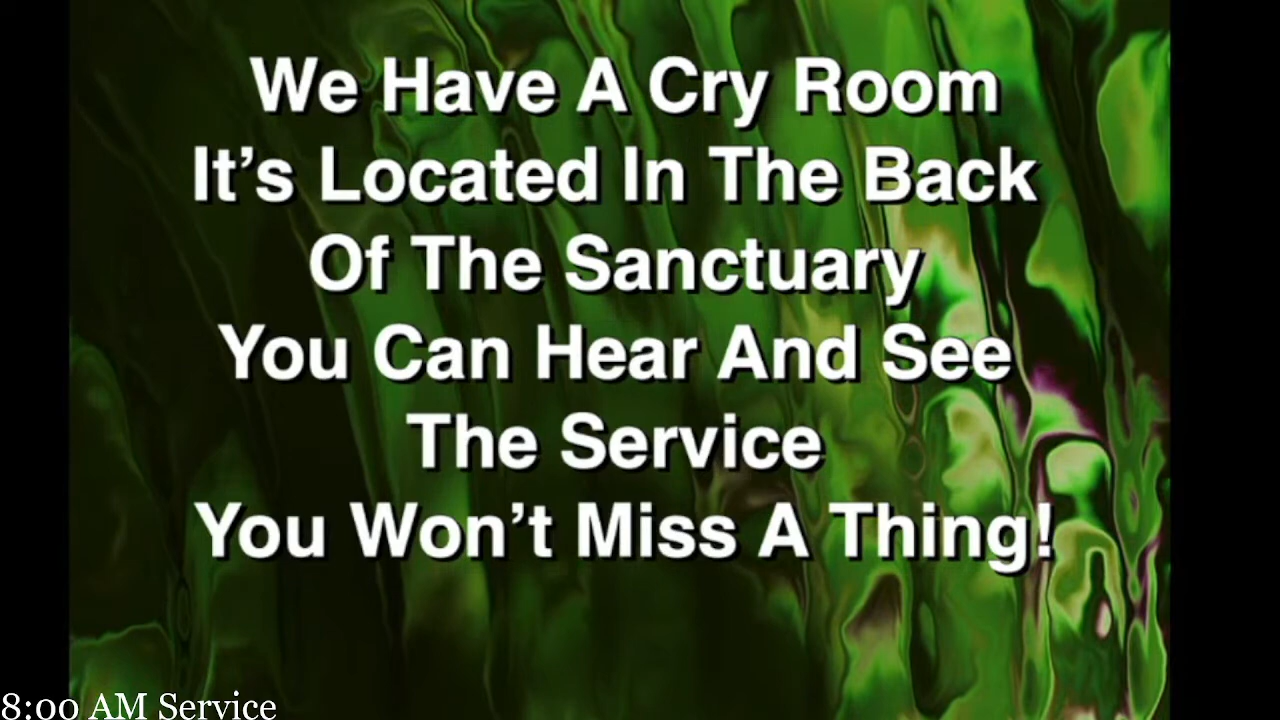 We Have A Cry Room
It’s Located In The Back
Of The Sanctuary
You Can Hear And See
The Service
You Won’t Miss A Thing!
8:00 AM Service